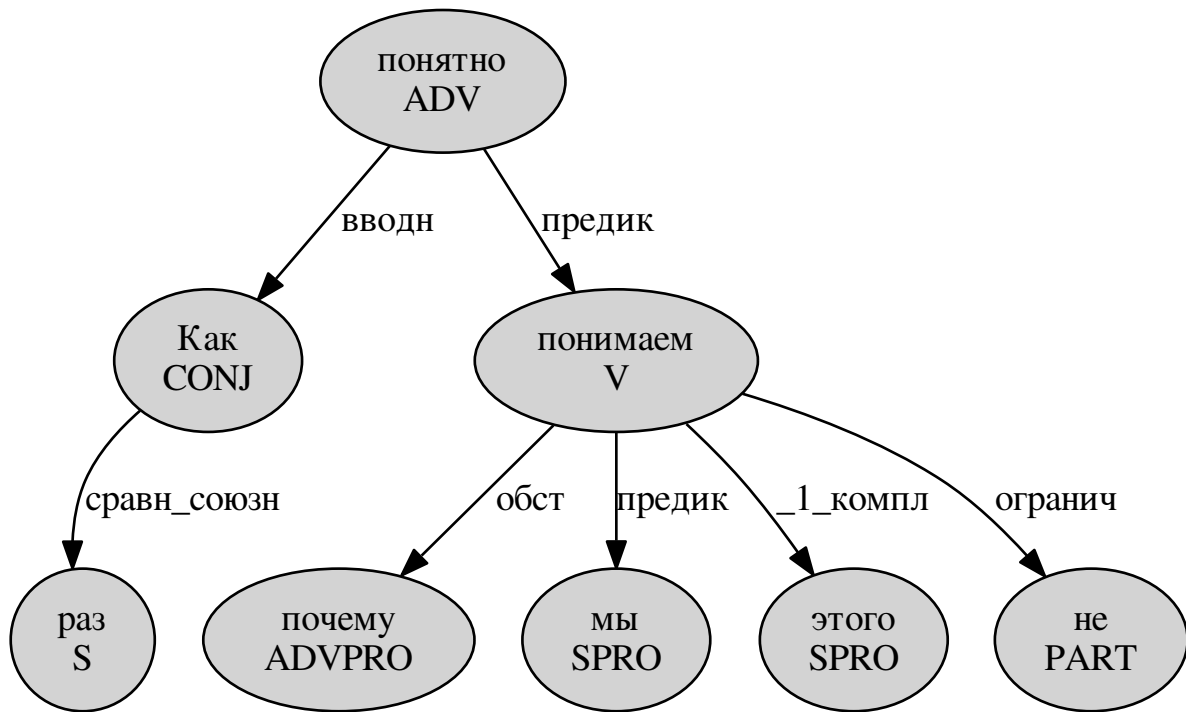 понятно
ADV
вводн
предик
Как
CONJ
понимаем
V
сравн_союзн
обст
предик
_1_компл
огранич
раз
S
почему
ADVPRO
мы
SPRO
этого
SPRO
не
PART